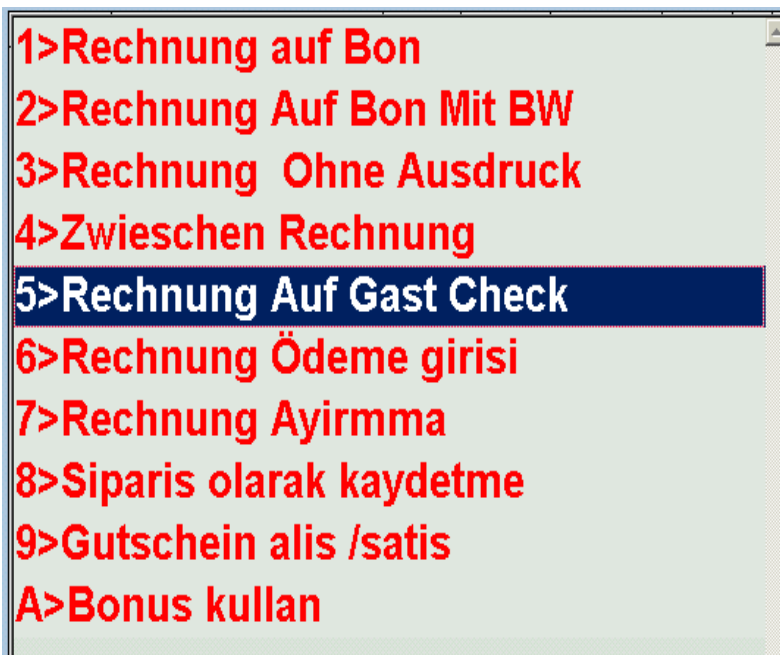 1>Rechnung auf Bon
2>Rechnung Auf Bon Mit BW
3>Rechnung  Ohne Ausdruck
4>Zwieschen Rechnung
5>Rechnung Auf Gast Check
6>Rechnung Ödeme girisi
7>Rechnung Ayirmma
8>Siparis olarak kaydetme
9>Gutschein alis /satis
A>Bonus kullan